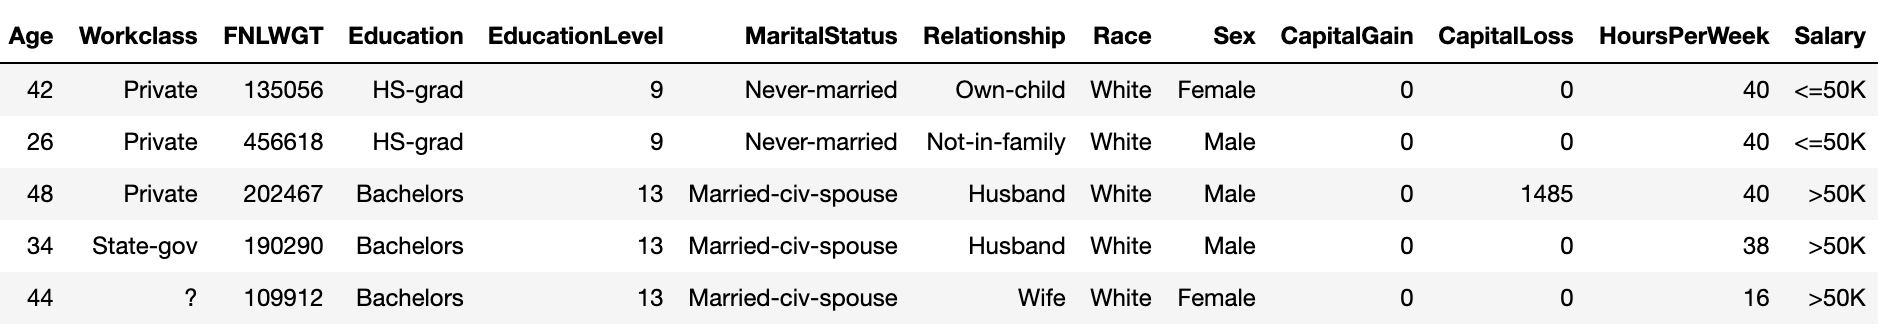 Age Workclass FNLWGT Education EducationLevel MaritalStatus Relationship Race Sex CapitalGain CapitalLoss HoursPerWeek Salary
42 Private 135056 HS-grad 9 Never-married Own-child White Female 0 0 40 <=50K
26 Private 456618 HS-grad 9 Never-married Not-in-family White Male 0 0 40 <=50K
48 Private 202467 Bachelors 13 Married-civ-spouse Husband White Male 0 1485 40 >50K
34 State-gov 190290 Bachelors 13 Married-civ-spouse Husband White Male 0 0 38 >50K
44 ? 109912 Bachelors 13 Married-civ-spouse Wife White Female 0 0 16 >50K